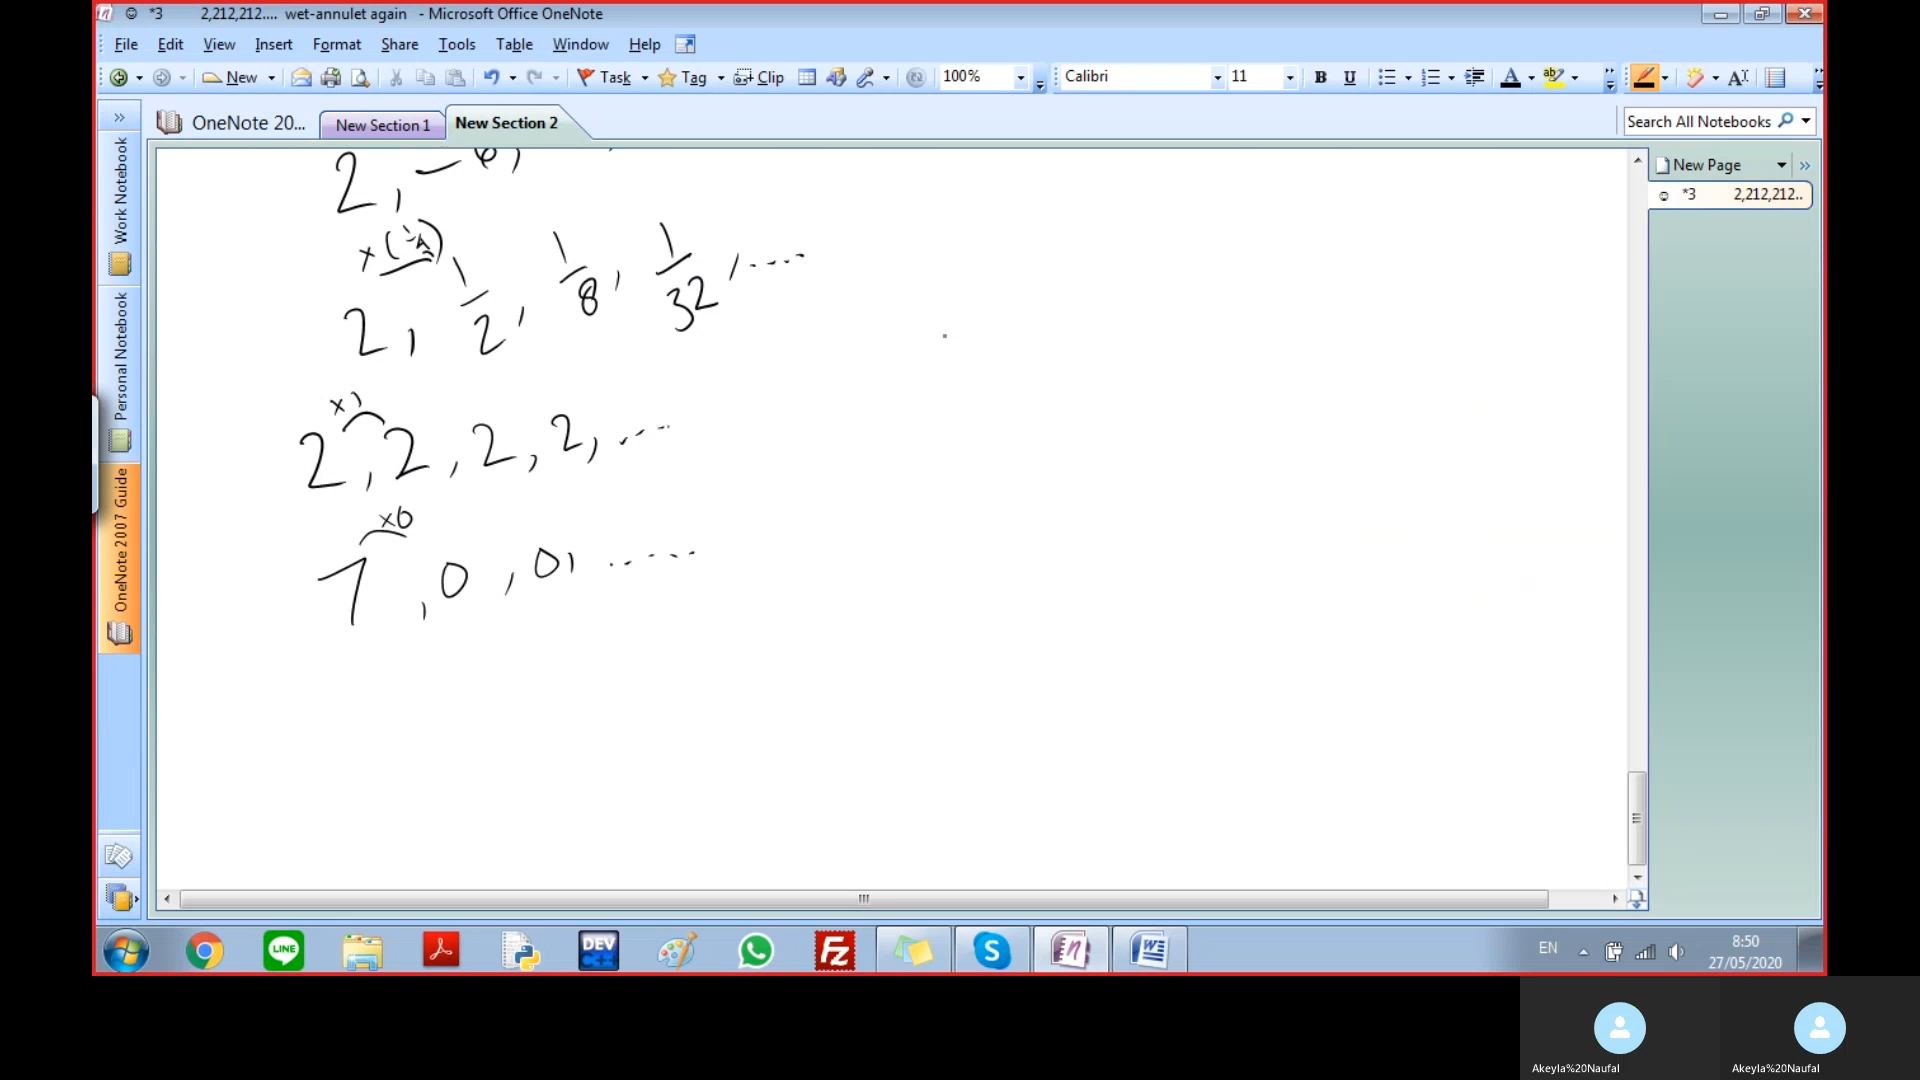 *3 2,212,212.... wet-annulet again - Microsoft Office OneNote
File Edit View Insert Format Share Tools Table Window Help
New Task Tag Clip 100% Calibri 11 B U
OneNote 20... New Section 1 New Section 2 Search All Notebooks
Work Notebook
Personal Notebook
OneNote 2007 Guide
New Page
*3 2,212,212..
2, -6,
2, 1/2, 1/8, 1/32, ....
×1
2, 2, 2, 2, ....
×0
7, 0, 0, .....
LINE DEV C++ EN 8:50
27/05/2020
Akeyla%20Naufal Akeyla%20Naufal